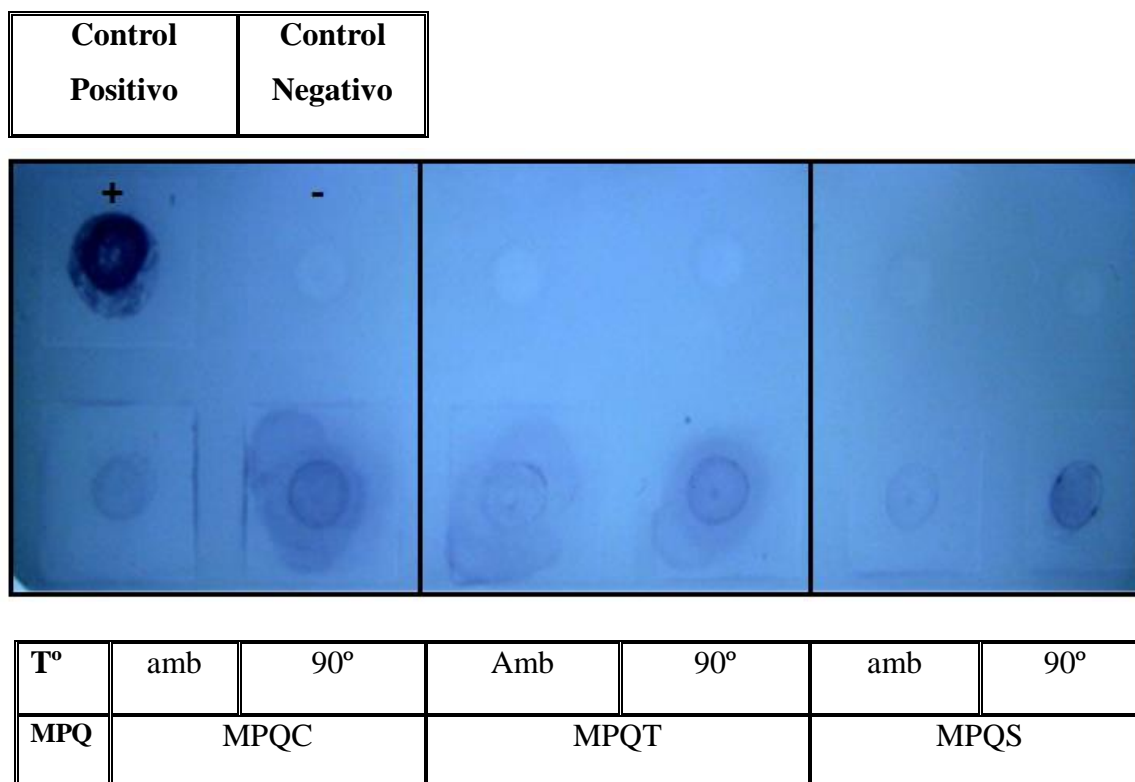 Control Positivo Control Negativo
+ -
Tº amb 90º Amb 90º amb 90º
MPQ MPQC MPQT MPQS